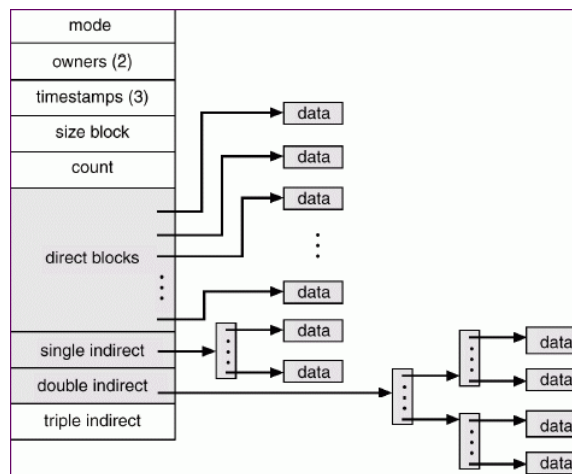 mode
owners (2)
timestamps (3)
size block
count
direct blocks
single indirect
double indirect
triple indirect
data
data
data
data
data
data
data
data
data
data